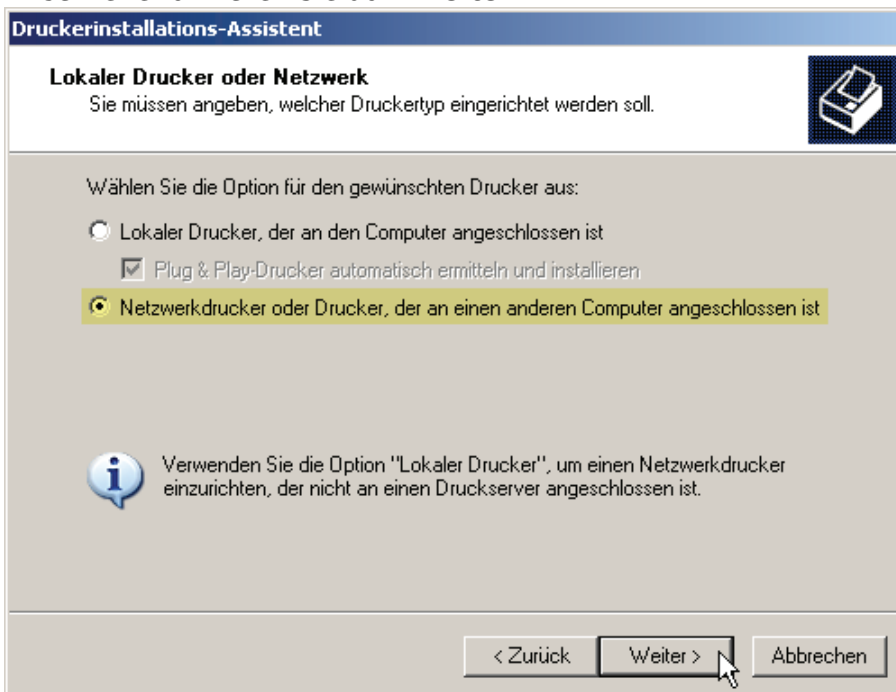 Druckerinstallations-Assistent
Lokaler Drucker oder Netzwerk
Sie müssen angeben, welcher Druckertyp eingerichtet werden soll.
Wählen Sie die Option für den gewünschten Drucker aus:
Lokaler Drucker, der an den Computer angeschlossen ist
Plug & Play-Drucker automatisch ermitteln und installieren
Netzwerkdrucker oder Drucker, der an einen anderen Computer angeschlossen ist
Verwenden Sie die Option "Lokaler Drucker", um einen Netzwerkdrucker
einzurichten, der nicht an einen Druckserver angeschlossen ist.
< Zurück Weiter > Abbrechen